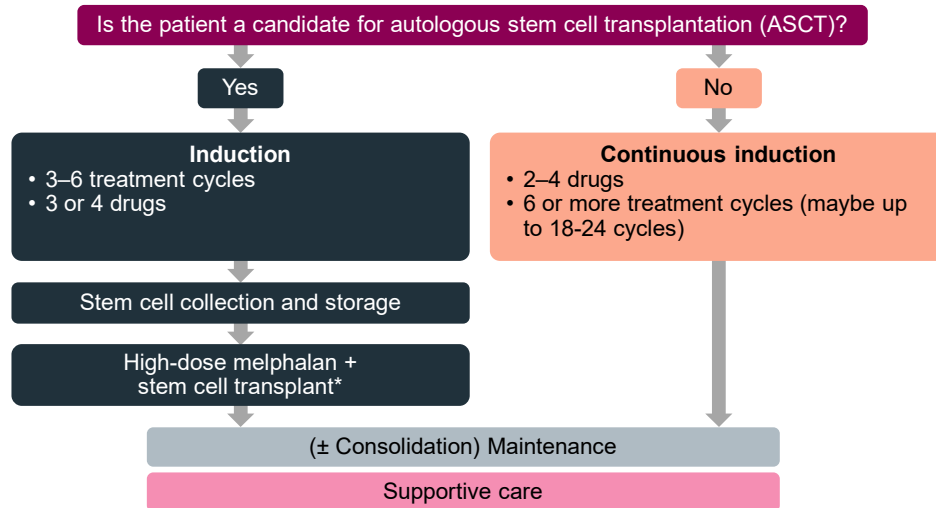 Is the patient a candidate for autologous stem cell transplantation (ASCT)?
Yes
No
Induction
• 3–6 treatment cycles
• 3 or 4 drugs
Continuous induction
• 2–4 drugs
• 6 or more treatment cycles (maybe up
to 18-24 cycles)
Stem cell collection and storage
High-dose melphalan +
stem cell transplant*
(± Consolidation) Maintenance
Supportive care